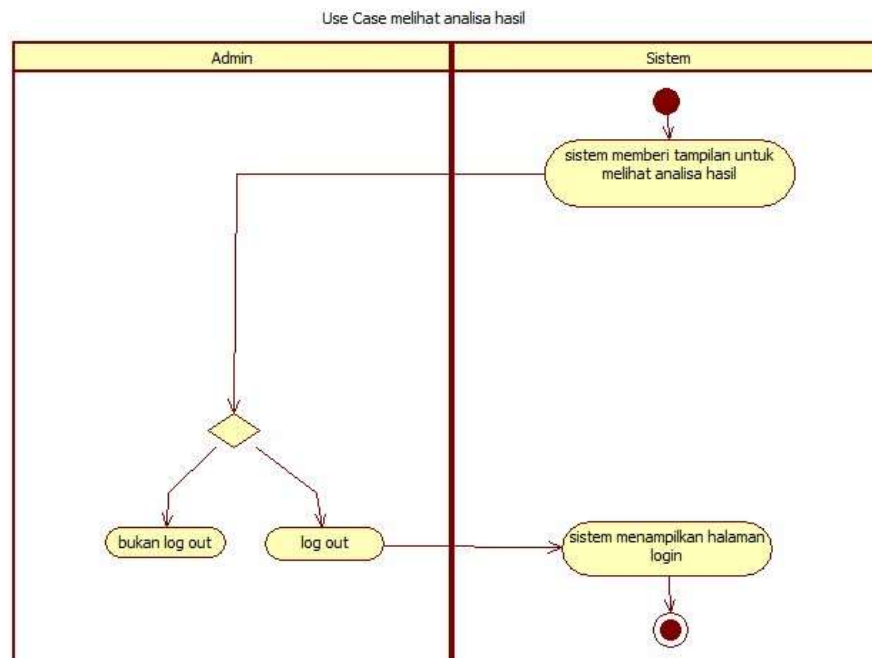 Use Case melihat analisa hasil
Admin
Sistem
sistem memberi tampilan untuk
melihat analisa hasil
bukan log out
log out
sistem menampilkan halaman
login